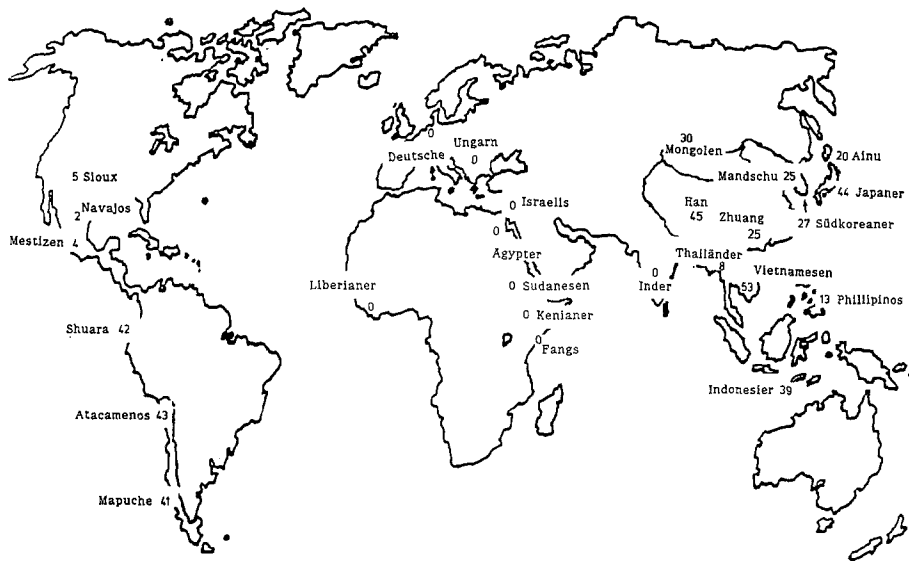 0
Ungarn
0
Deutsche
30
Mongolen
20 Ainu
Mandschu 25
5 Sioux
44 Japaner
Navajos
2
0 Israelis
Han
45
Zhuang
25
27 Südkoreaner
Mestizen 4
0
Ägypter
Thailänder
8
Vietnamesen
0
Inder
53
Liberianer
0
0 Sudanesen
13 Phillipinos
0 Kenianer
Shuara 42
0
Fangs
Indonesier 39
Atacamenos 43
Mapuche 41